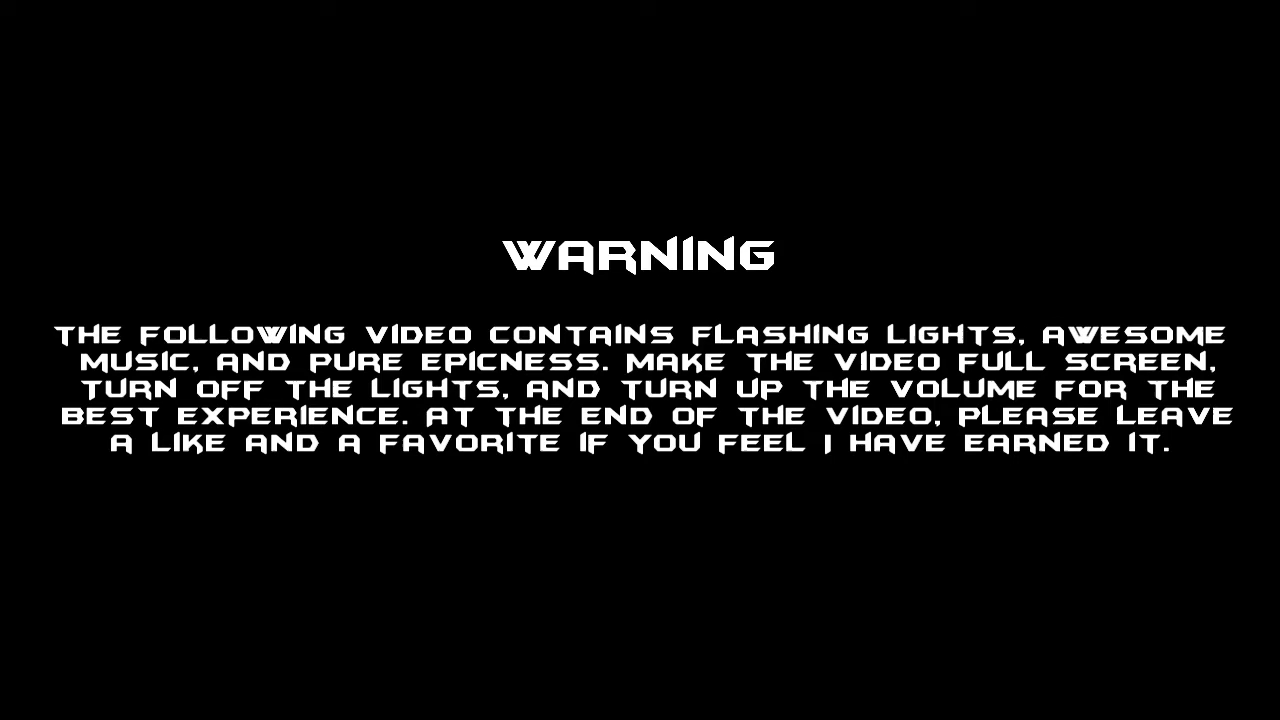 WARNING
THE FOLLOWING VIDEO CONTAINS FLASHING LIGHTS, AWESOME
MUSIC, AND PURE EPICNESS. MAKE THE VIDEO FULL SCREEN,
TURN OFF THE LIGHTS, AND TURN UP THE VOLUME FOR THE
BEST EXPERIENCE. AT THE END OF THE VIDEO, PLEASE LEAVE
A LIKE AND A FAVORITE IF YOU FEEL I HAVE EARNED IT.